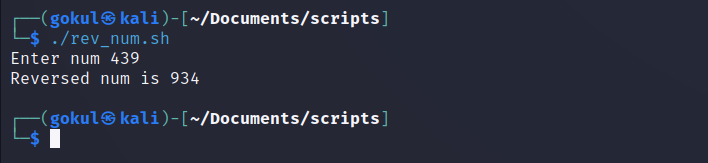 ┌──(gokul㉿kali)-[~/Documents/scripts]
└─$ ./rev_num.sh
Enter num 439
Reversed num is 934
┌──(gokul㉿kali)-[~/Documents/scripts]
└─$